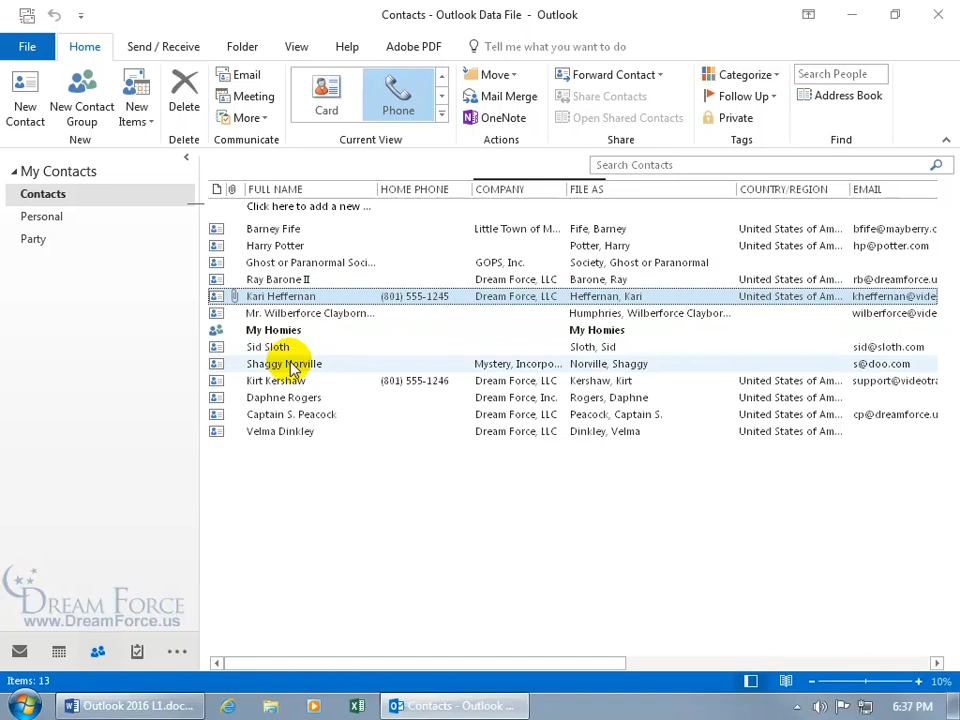 Contacts - Outlook Data File - Outlook
File Home Send / Receive Folder View Help Adobe PDF Tell me what you want to do
New Contact
New Contact Group
New Items
New
Delete
Delete
Email
Meeting
More
Communicate
Card
Phone
Current View
Move
Mail Merge
OneNote
Actions
Forward Contact
Share Contacts
Open Shared Contacts
Share
Categorize
Follow Up
Private
Tags
Search People
Address Book
Find
My Contacts
Contacts
Personal
Party
Search Contacts
FULL NAME HOME PHONE COMPANY FILE AS COUNTRY/REGION EMAIL
Click here to add a new ...
Barney Fife Little Town of M... Fife, Barney United States of Am... bfife@mayberry.c
Harry Potter Potter, Harry United States of Am... hp@potter.com
Ghost or Paranormal Soci... GOPS, Inc. Society, Ghost or Paranormal
Ray Barone II Dream Force, LLC Barone, Ray United States of Am... rb@dreamforce.u
Kari Heffernan (801) 555-1245 Dream Force, LLC Heffernan, Kari United States of Am... kheffernan@vide
Mr. Wilberforce Clayborn... Humphries, Wilberforce Claybor... wilberforce@vide
My Homies My Homies
Sid Sloth Sloth, Sid sid@sloth.com
Shaggy Norville Mystery, Incorpo... Norville, Shaggy s@doo.com
Kirt Kershaw (801) 555-1246 Dream Force, LLC Kershaw, Kirt United States of Am... support@videotra
Daphne Rogers Dream Force, Inc. Rogers, Daphne United States of Am...
Captain S. Peacock Dream Force, LLC Peacock, Captain S. United States of Am... cp@dreamforce.u
Velma Dinkley Dream Force, LLC Dinkley, Velma United States of Am...
DREAM FORCE
www.DreamForce.us
Items: 13
10%
Outlook 2016 L1.doc...
Contacts - Outlook ...
6:37 PM